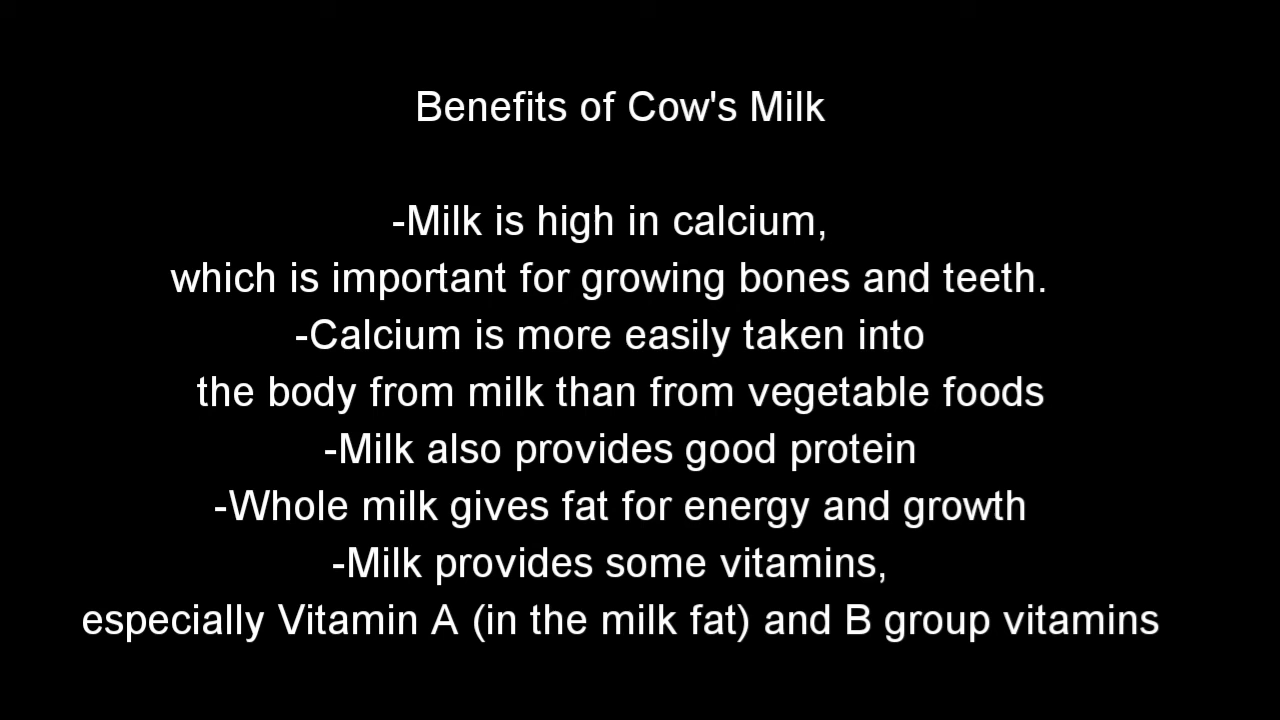 Benefits of Cow's Milk
-Milk is high in calcium,
which is important for growing bones and teeth.
-Calcium is more easily taken into
the body from milk than from vegetable foods
-Milk also provides good protein
-Whole milk gives fat for energy and growth
-Milk provides some vitamins,
especially Vitamin A (in the milk fat) and B group vitamins